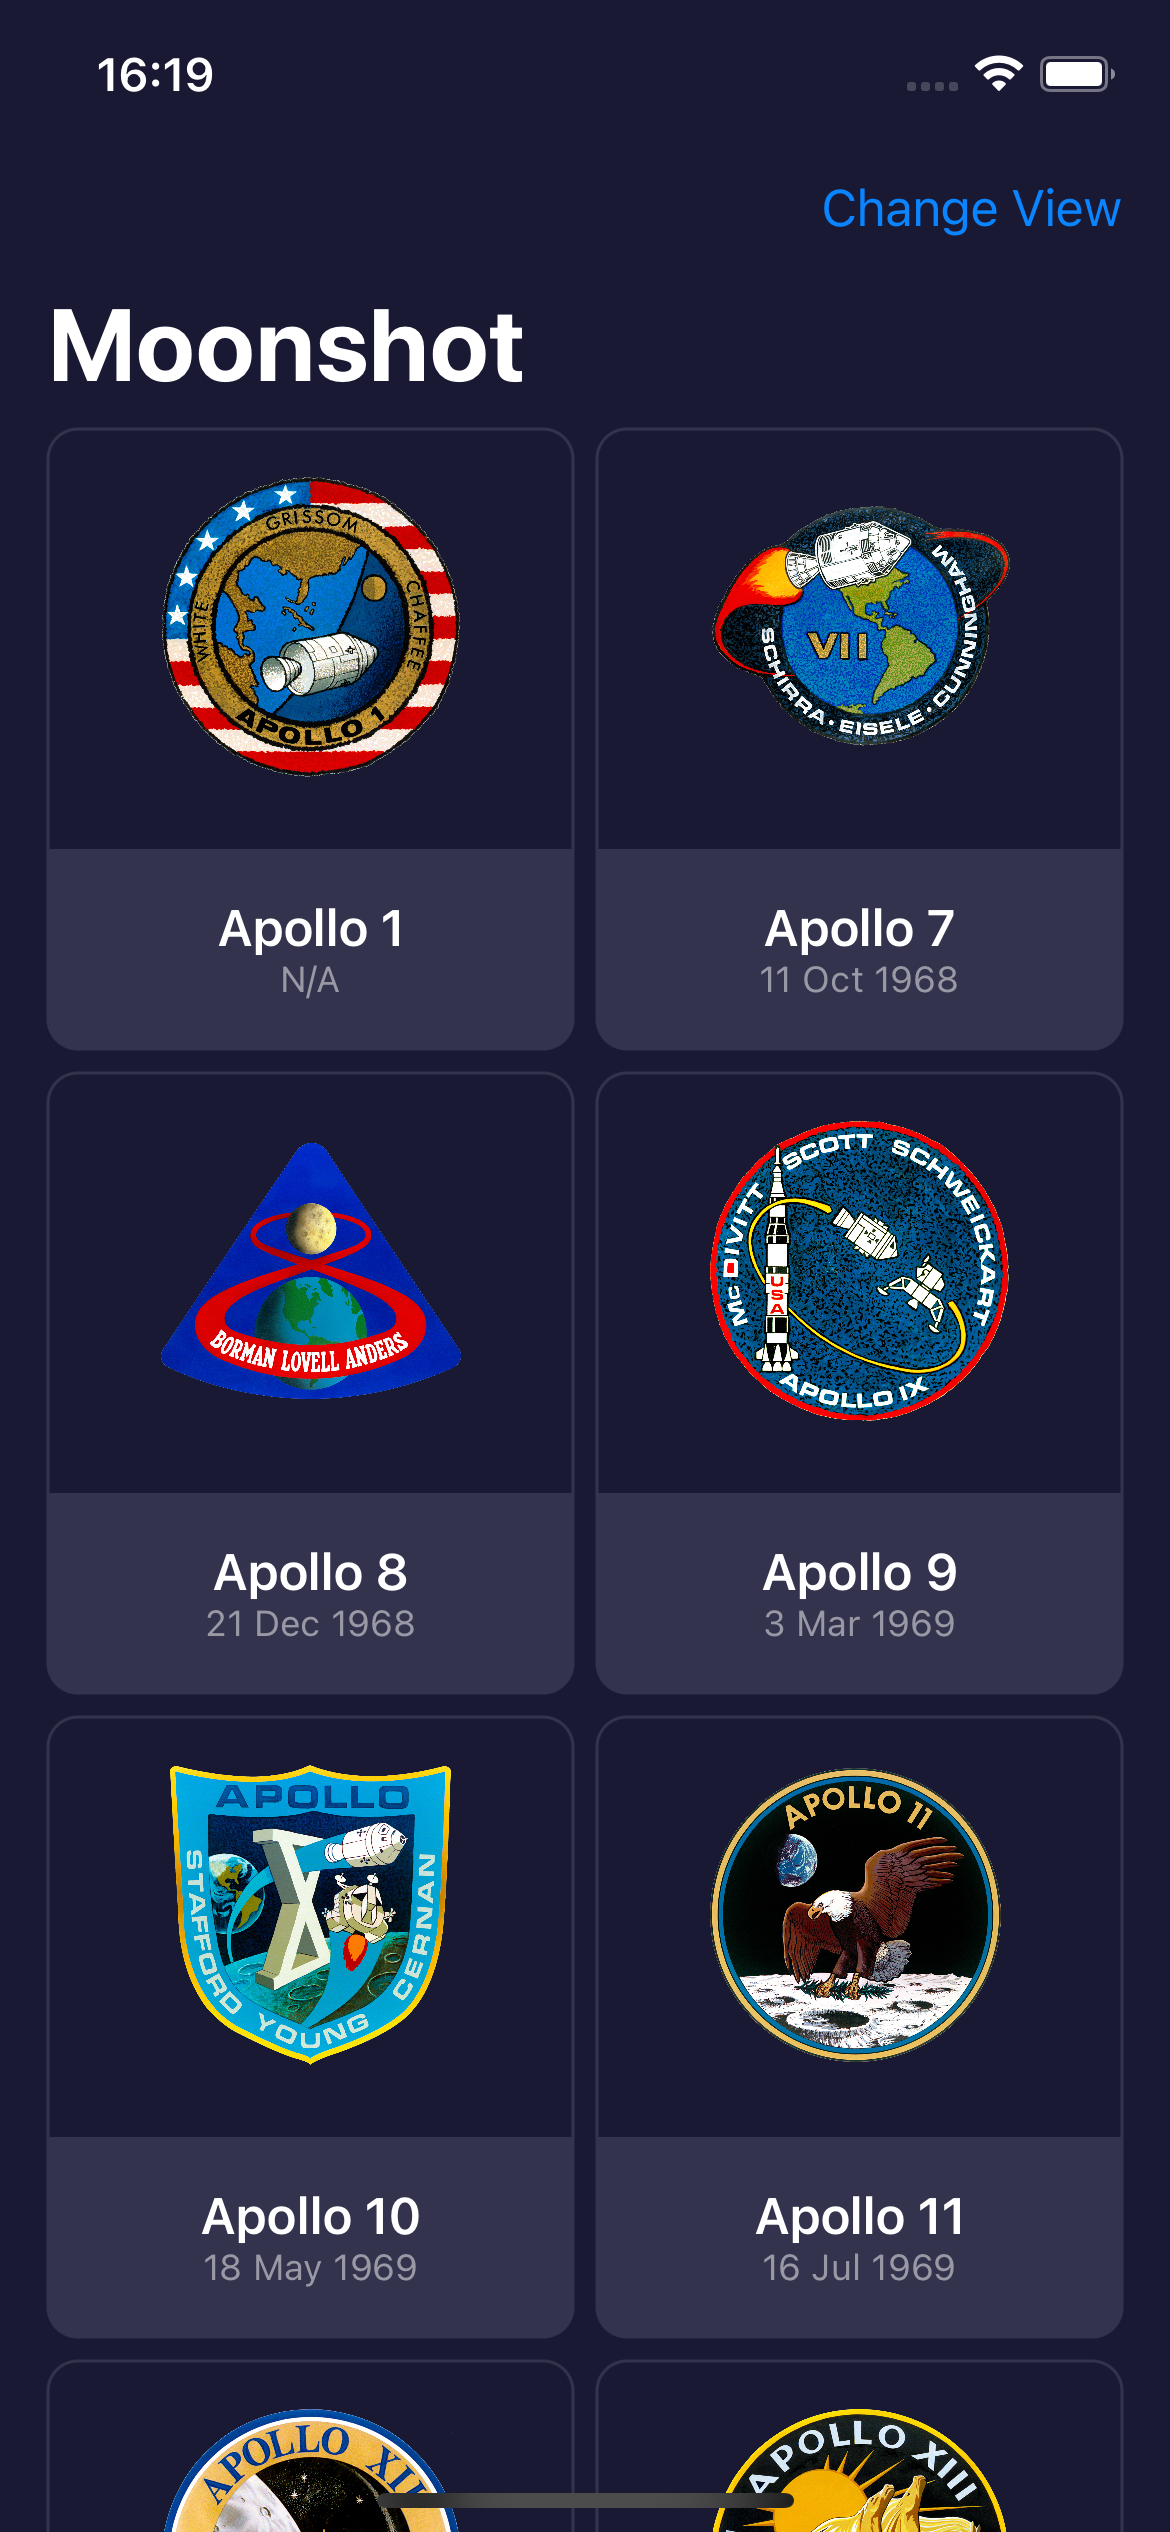 16:19
Change View
Moonshot
GRISSOM
WHITE
CHAFFEE
APOLLO 1
VII
SCHIRRA · EISELE · CUNNINGHAM
Apollo 1
N/A
Apollo 7
11 Oct 1968
BORMAN LOVELL ANDERS
McDIVITT SCOTT SCHWEICKART
USA
APOLLO IX
Apollo 8
21 Dec 1968
Apollo 9
3 Mar 1969
APOLLO
X
STAFFORD YOUNG CERNAN
APOLLO 11
Apollo 10
18 May 1969
Apollo 11
16 Jul 1969
APOLLO XII
APOLLO XIII